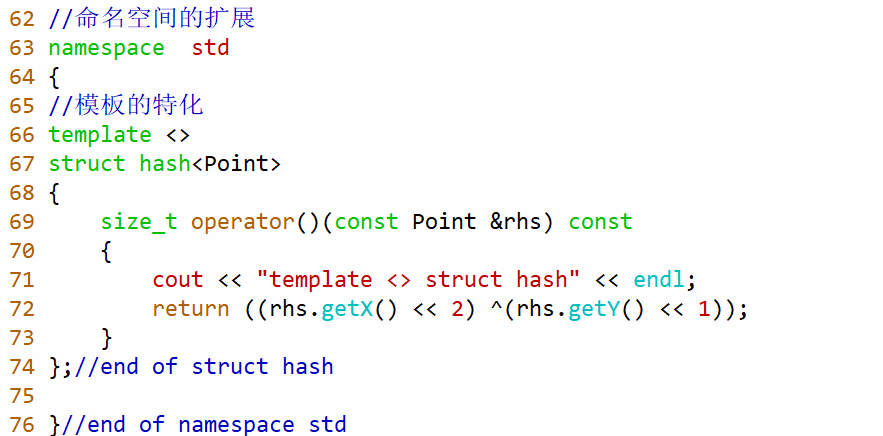 62 //命名空间的扩展
63 namespace  std
64 {
65 //模板的特化
66 template <>
67 struct hash<Point>
68 {
69     size_t operator()(const Point &rhs) const
70     {
71         cout << "template <> struct hash" << endl;
72         return ((rhs.getX() << 2) ^(rhs.getY() << 1));
73     }
74 };//end of struct hash
75
76 }//end of namespace std